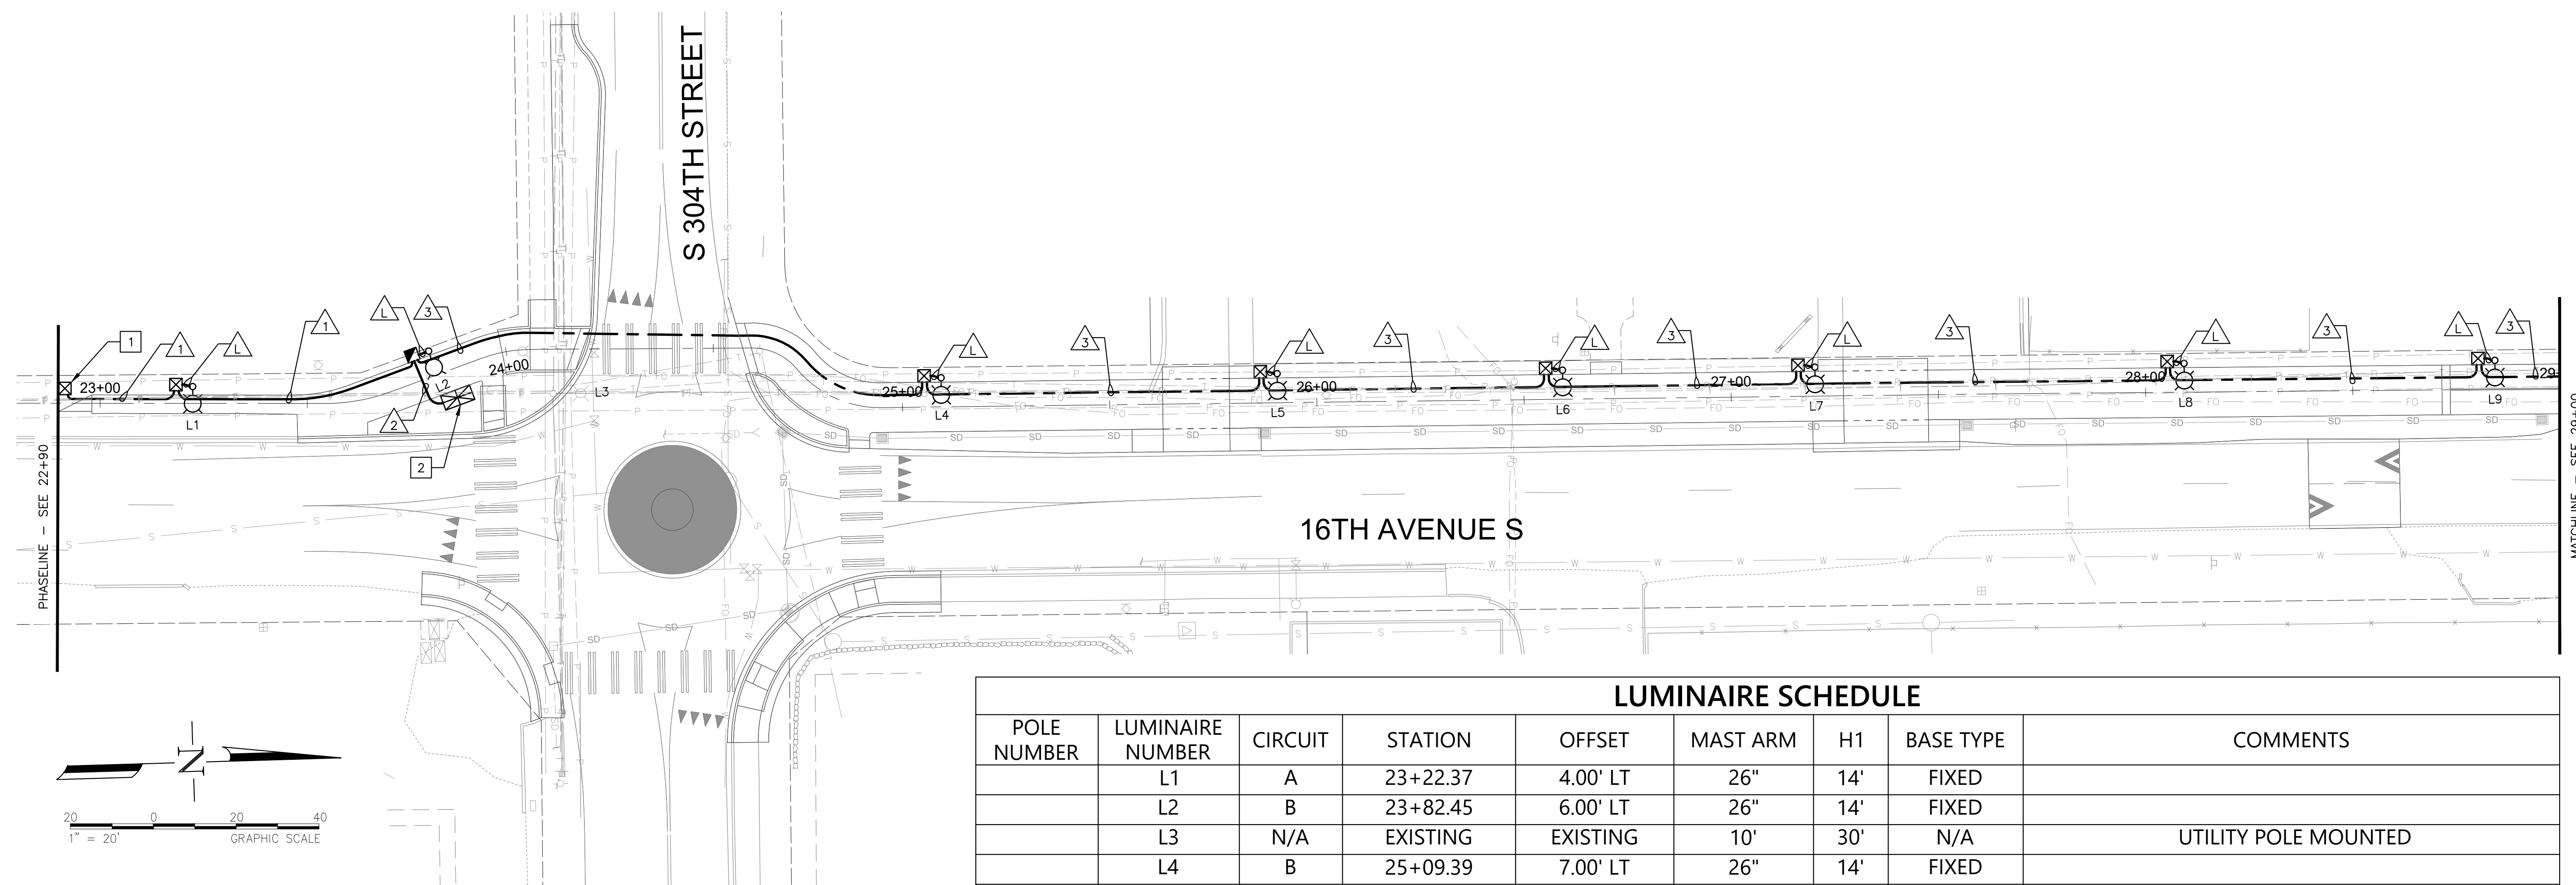 S 304TH STREET
1
1
L
1
L
3
L
3
L
3
L
3
L
3
L
3
L
3
23+00
L1
L2
2
2
24+00
L3
25+00
L4
L5
26+00
L6
27+00
L7
28+00
L8
L9
29+
PHASELINE – SEE 22+90
MATCHLINE – SEE 29+00
16TH AVENUE S
N
20 0 20 40
1" = 20' GRAPHIC SCALE
LUMINAIRE SCHEDULE
POLE NUMBER LUMINAIRE NUMBER CIRCUIT STATION OFFSET MAST ARM H1 BASE TYPE COMMENTS
L1 A 23+22.37 4.00' LT 26" 14' FIXED
L2 B 23+82.45 6.00' LT 26" 14' FIXED
L3 N/A EXISTING EXISTING 10' 30' N/A UTILITY POLE MOUNTED
L4 B 25+09.39 7.00' LT 26" 14' FIXED